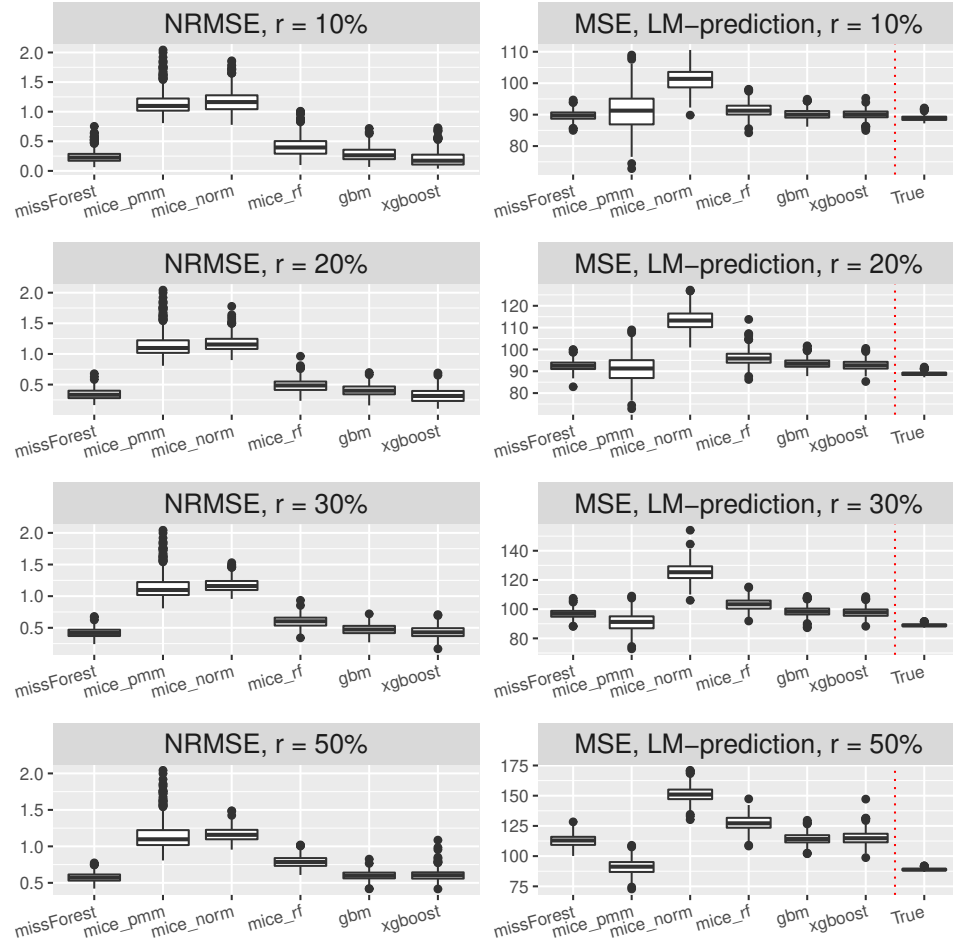 NRMSE, r = 10%
2.0
1.5
1.0
0.5
0.0
missForest
mice_pmm
mice_norm
mice_rf
gbm
xgboost
MSE, LM−prediction, r = 10%
110
100
90
80
missForest
mice_pmm
mice_norm
mice_rf
gbm
xgboost
True
NRMSE, r = 20%
2.0
1.5
1.0
0.5
missForest
mice_pmm
mice_norm
mice_rf
gbm
xgboost
MSE, LM−prediction, r = 20%
120
110
100
90
80
missForest
mice_pmm
mice_norm
mice_rf
gbm
xgboost
True
NRMSE, r = 30%
2.0
1.5
1.0
0.5
missForest
mice_pmm
mice_norm
mice_rf
gbm
xgboost
MSE, LM−prediction, r = 30%
140
120
100
80
missForest
mice_pmm
mice_norm
mice_rf
gbm
xgboost
True
NRMSE, r = 50%
2.0
1.5
1.0
0.5
missForest
mice_pmm
mice_norm
mice_rf
gbm
xgboost
MSE, LM−prediction, r = 50%
175
150
125
100
75
missForest
mice_pmm
mice_norm
mice_rf
gbm
xgboost
True